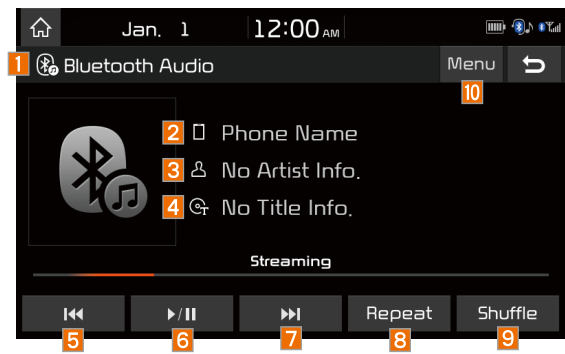 Jan. 1 12:00 AM
1 Bluetooth Audio Menu
10
2 Phone Name
3 No Artist Info.
4 No Title Info.
Streaming
Repeat Shuffle
5 6 7 8 9